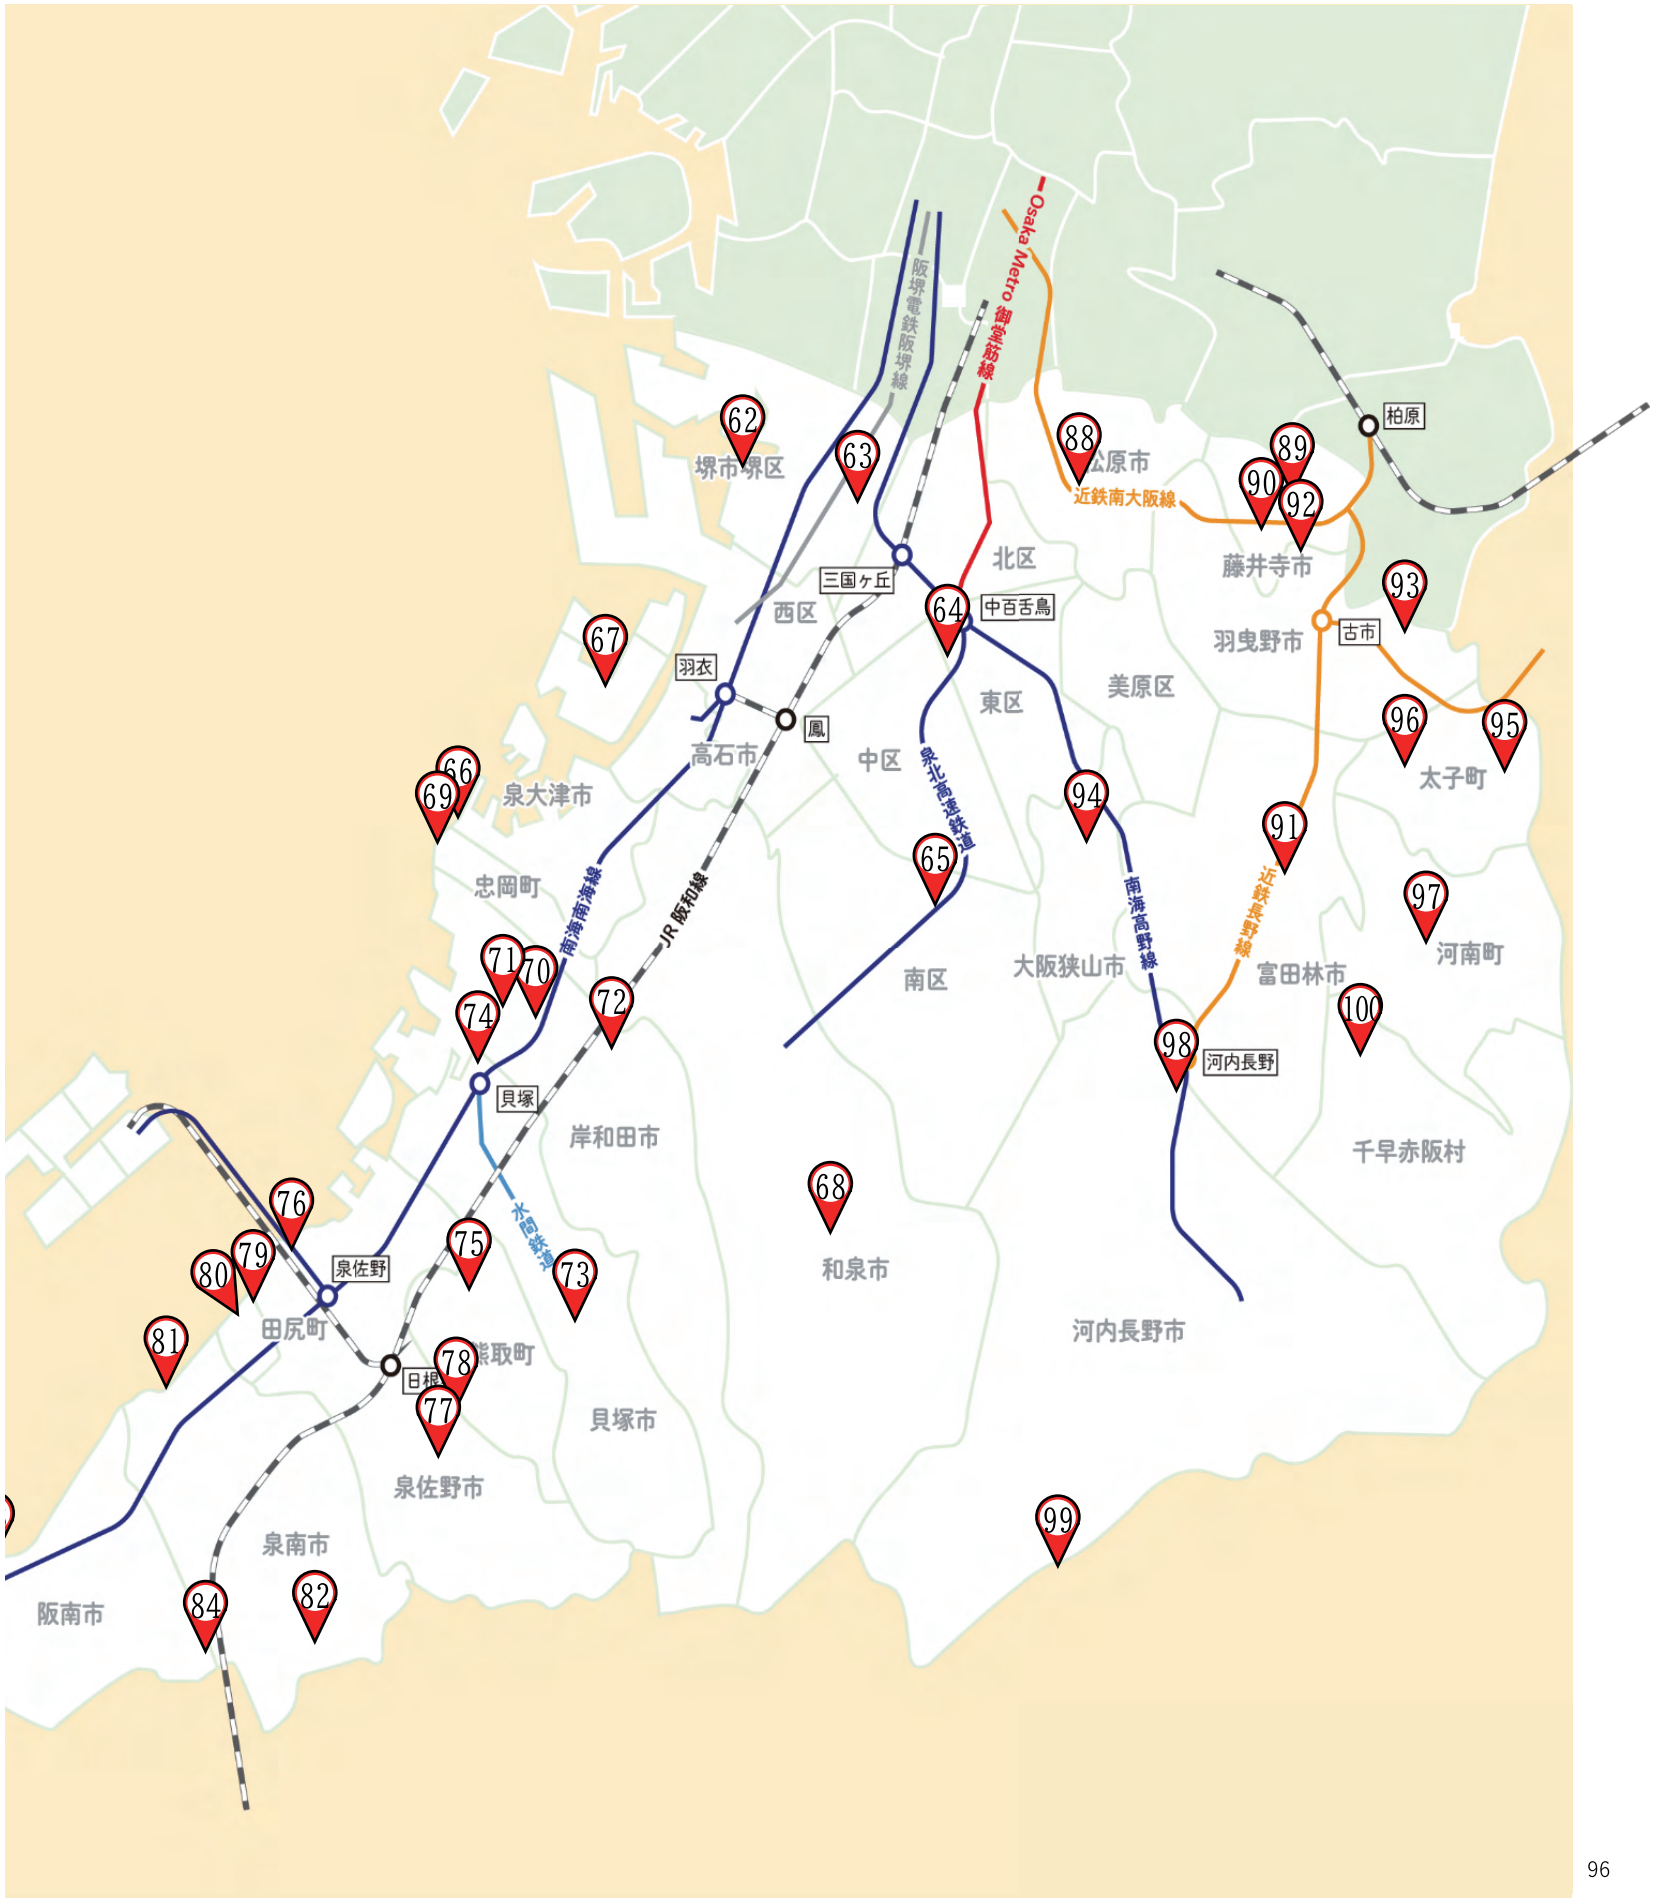 阪堺電鉄阪堺線
Osaka Metro 御堂筋線
62
堺市堺区
63
88
松原市
近鉄南大阪線
89
90
92
柏原
藤井寺市
三国ヶ丘
北区
西区
64
中百舌鳥
93
羽曳野市
古市
67
羽衣
鳳
東区
美原区
高石市
中区
96
95
太子町
66
69
泉大津市
泉北高速鉄道
94
91
65
忠岡町
南海南海線
JR 阪和線
南海高野線
近鉄長野線
97
河南町
71
70
72
74
南区
大阪狭山市
富田林市
100
98
河内長野
貝塚
岸和田市
千早赤阪村
水間鉄道
68
和泉市
76
75
73
79
80
泉佐野
田尻町
81
河内長野市
日根
78
熊取町
77
貝塚市
泉佐野市
99
泉南市
82
84
阪南市
96